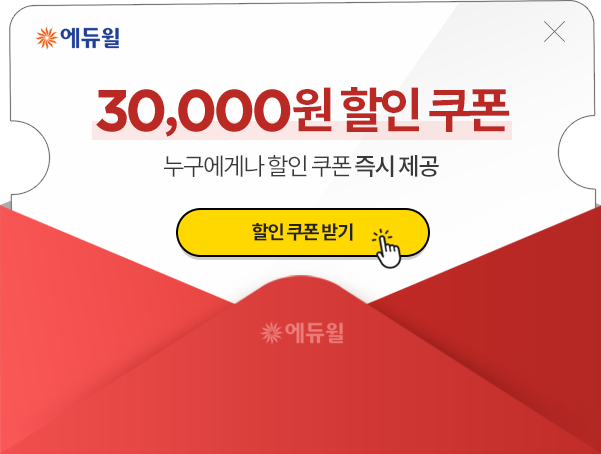 에듀윌
30,000원 할인 쿠폰
누구에게나 할인 쿠폰 즉시 제공
할인 쿠폰 받기
에듀윌